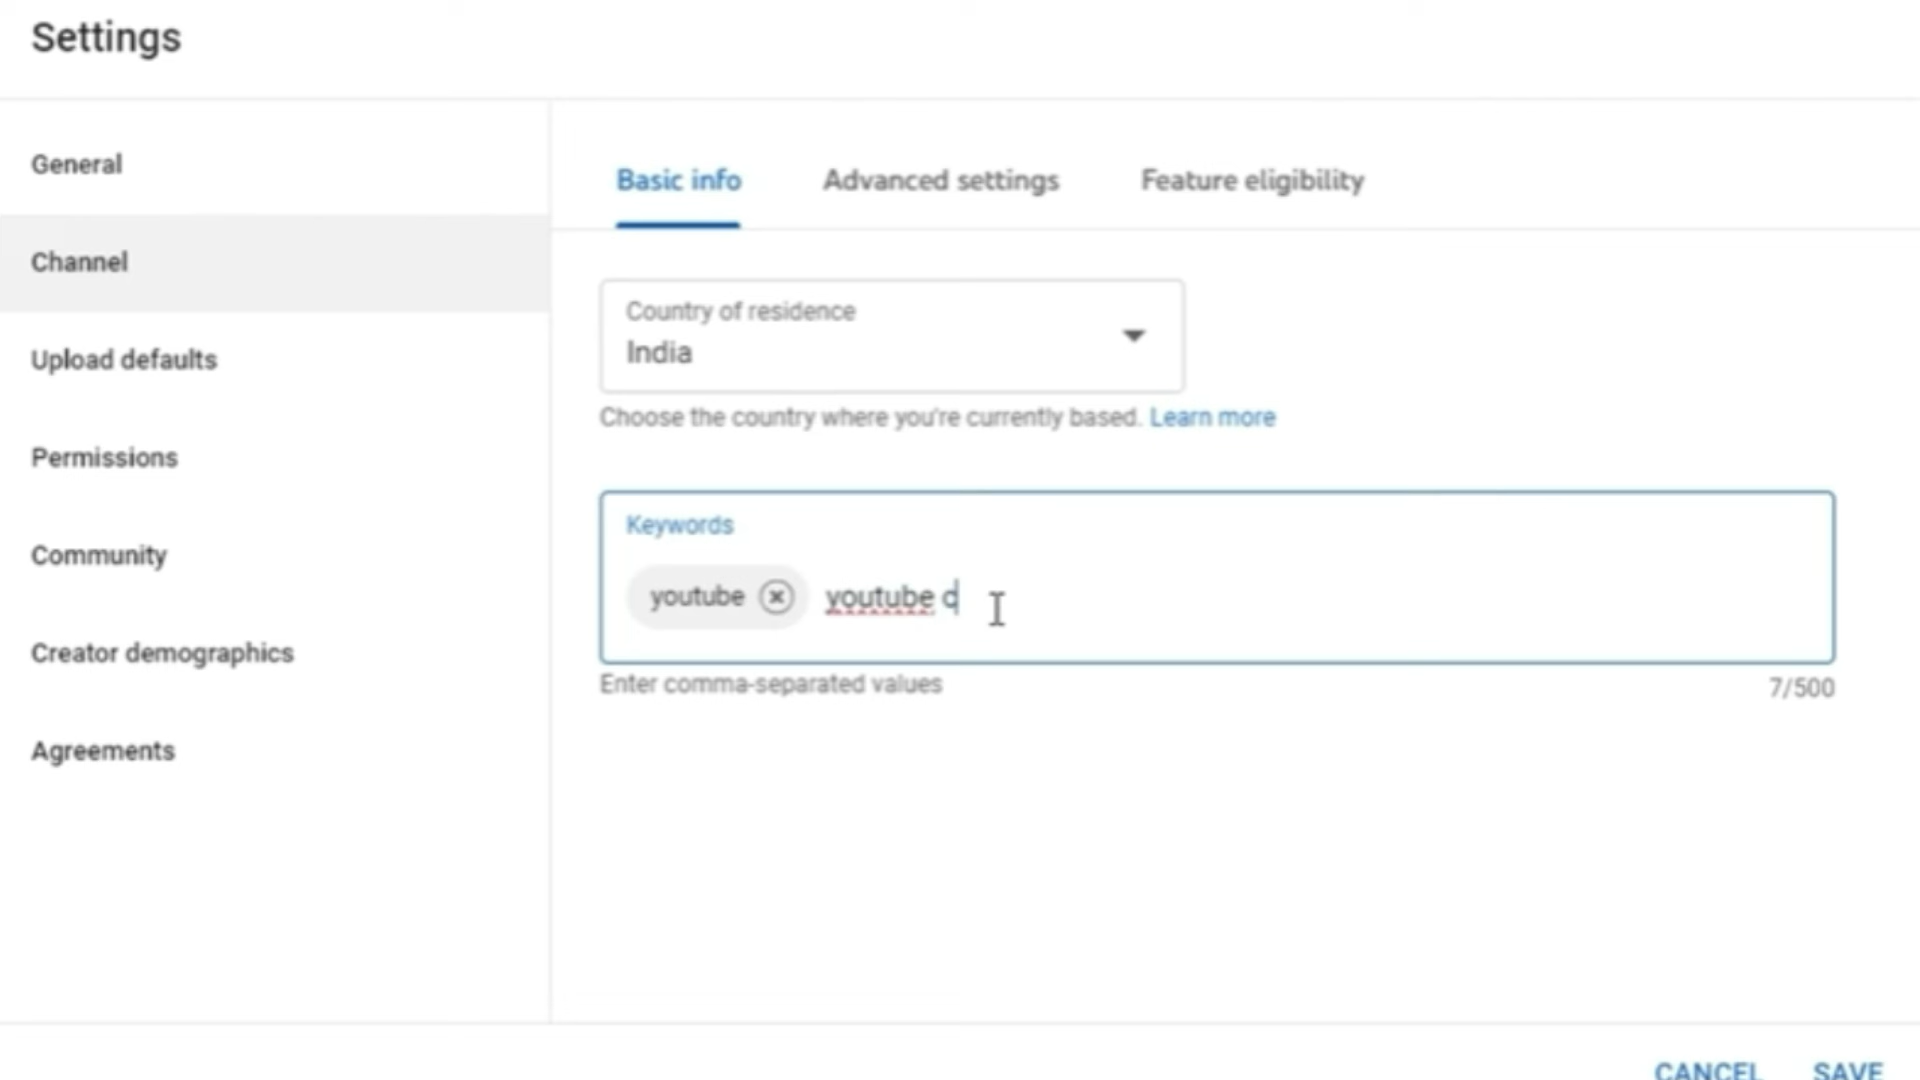 Settings
General
Channel
Upload defaults
Permissions
Community
Creator demographics
Agreements
Basic info
Advanced settings
Feature eligibility
Country of residence
India
Choose the country where you're currently based. Learn more
Keywords
youtube youtube c
Enter comma-separated values
7/500
CANCEL
SAVE